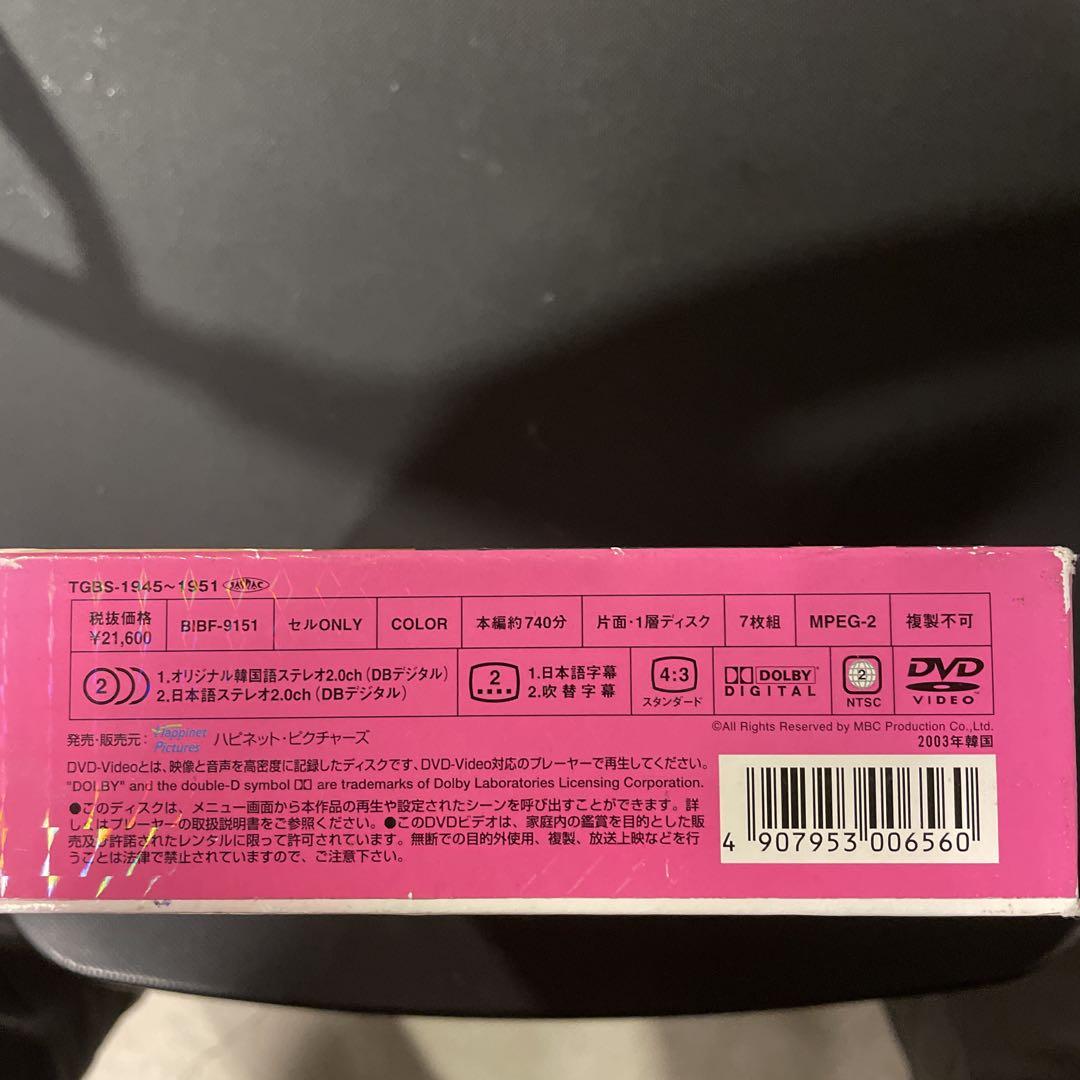 TGBS-1945~1951 JASRAC
税抜価格 ¥21,600
BIBF-9151
セルONLY
COLOR
本編約740分
片面・1層ディスク
7枚組
MPEG-2
複製不可
2
1.オリジナル韓国語ステレオ2.0ch(DBデジタル)
2.日本語ステレオ2.0ch(DBデジタル)
2
1.日本語字幕
2.吹替字幕
4:3
スタンダード
DOLBY
DIGITAL
2
NTSC
DVD
VIDEO
©All Rights Reserved by MBC Production Co.,Ltd.
2003年韓国
発売・販売元: Happinet Pictures ハピネット・ピクチャーズ
DVD-Videoとは、映像と音声を高密度に記録したディスクです、DVD-Video対応のプレーヤーで再生してください。
"DOLBY" and the double-D symbol are trademarks of Dolby Laboratories Licensing Corporation.
●このディスクは、メニュー画面から本作品の再生や設定されたシーンを呼び出すことができます。詳
しくはプレーヤーの取扱説明書をご参照ください。●このDVDビデオは、家庭内の鑑賞を目的とした販
売及び許諾されたレンタルに限って許可されています。無断での目的外使用、複製、放送上映などを行
うことは法律で禁止されていますので、ご注意下さい。
4 907953 006560